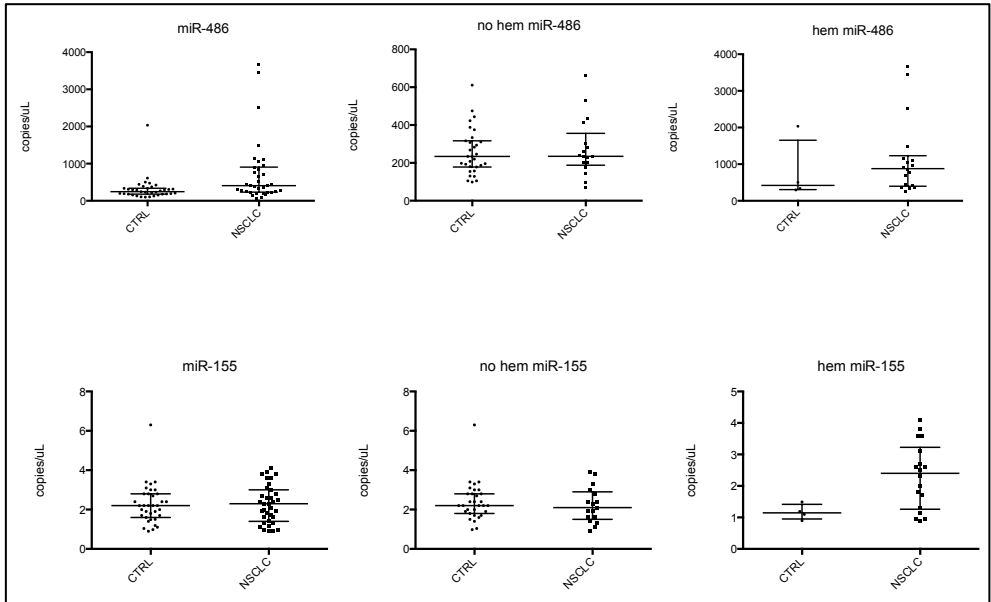 miR-486
copies/uL
4000
3000
2000
1000
0
CTRL
NSCLC
no hem miR-486
copies/uL
800
600
400
200
0
CTRL
NSCLC
hem miR-486
copies/uL
4000
3000
2000
1000
0
CTRL
NSCLC
miR-155
copies/uL
8
6
4
2
0
CTRL
NSCLC
no hem miR-155
copies/uL
8
6
4
2
0
CTRL
NSCLC
hem miR-155
copies/uL
5
4
3
2
1
0
CTRL
NSCLC